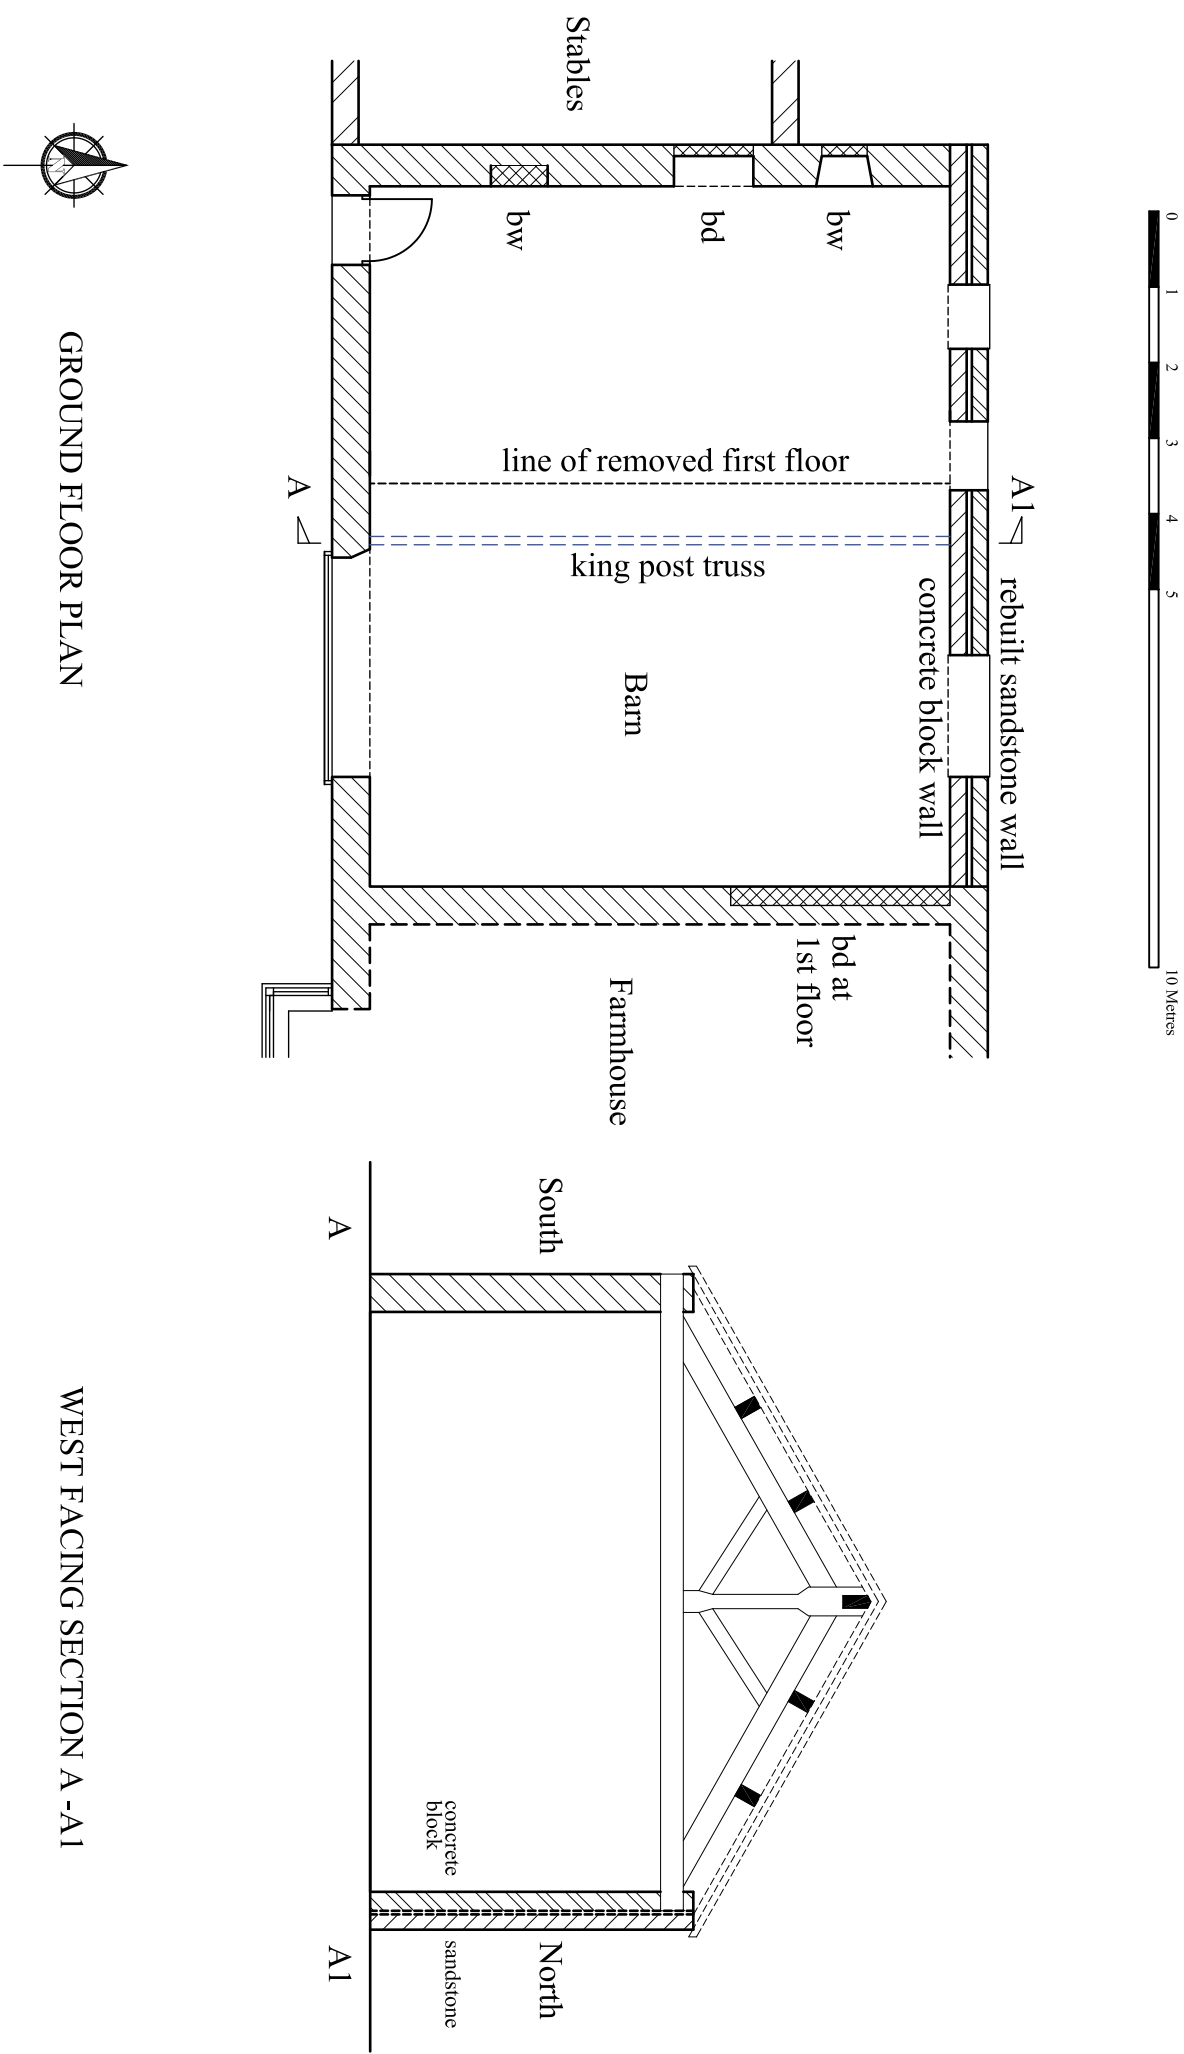 0
1
2
3
4
5
10 Metres
Stables
bw
bd
bw
line of removed first floor
king post truss
A
A1
rebuilt sandstone wall
concrete block wall
Barn
bd at
1st floor
Farmhouse
N
GROUND FLOOR PLAN
South
North
concrete
block
sandstone
A
A1
WEST FACING SECTION A -A1